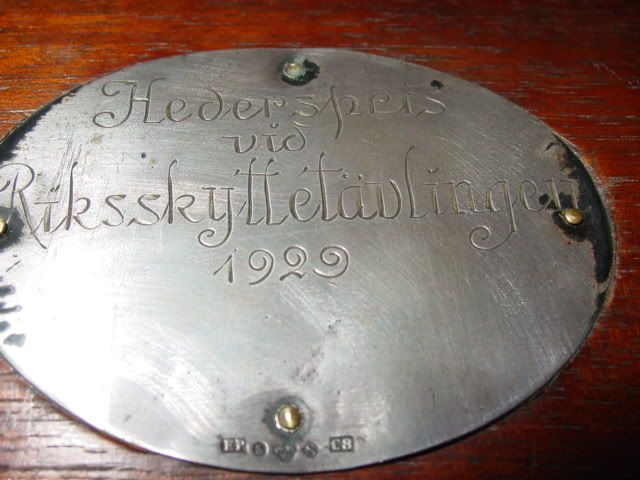 Hederspris
vid
Riksskyttetävlingen
1929